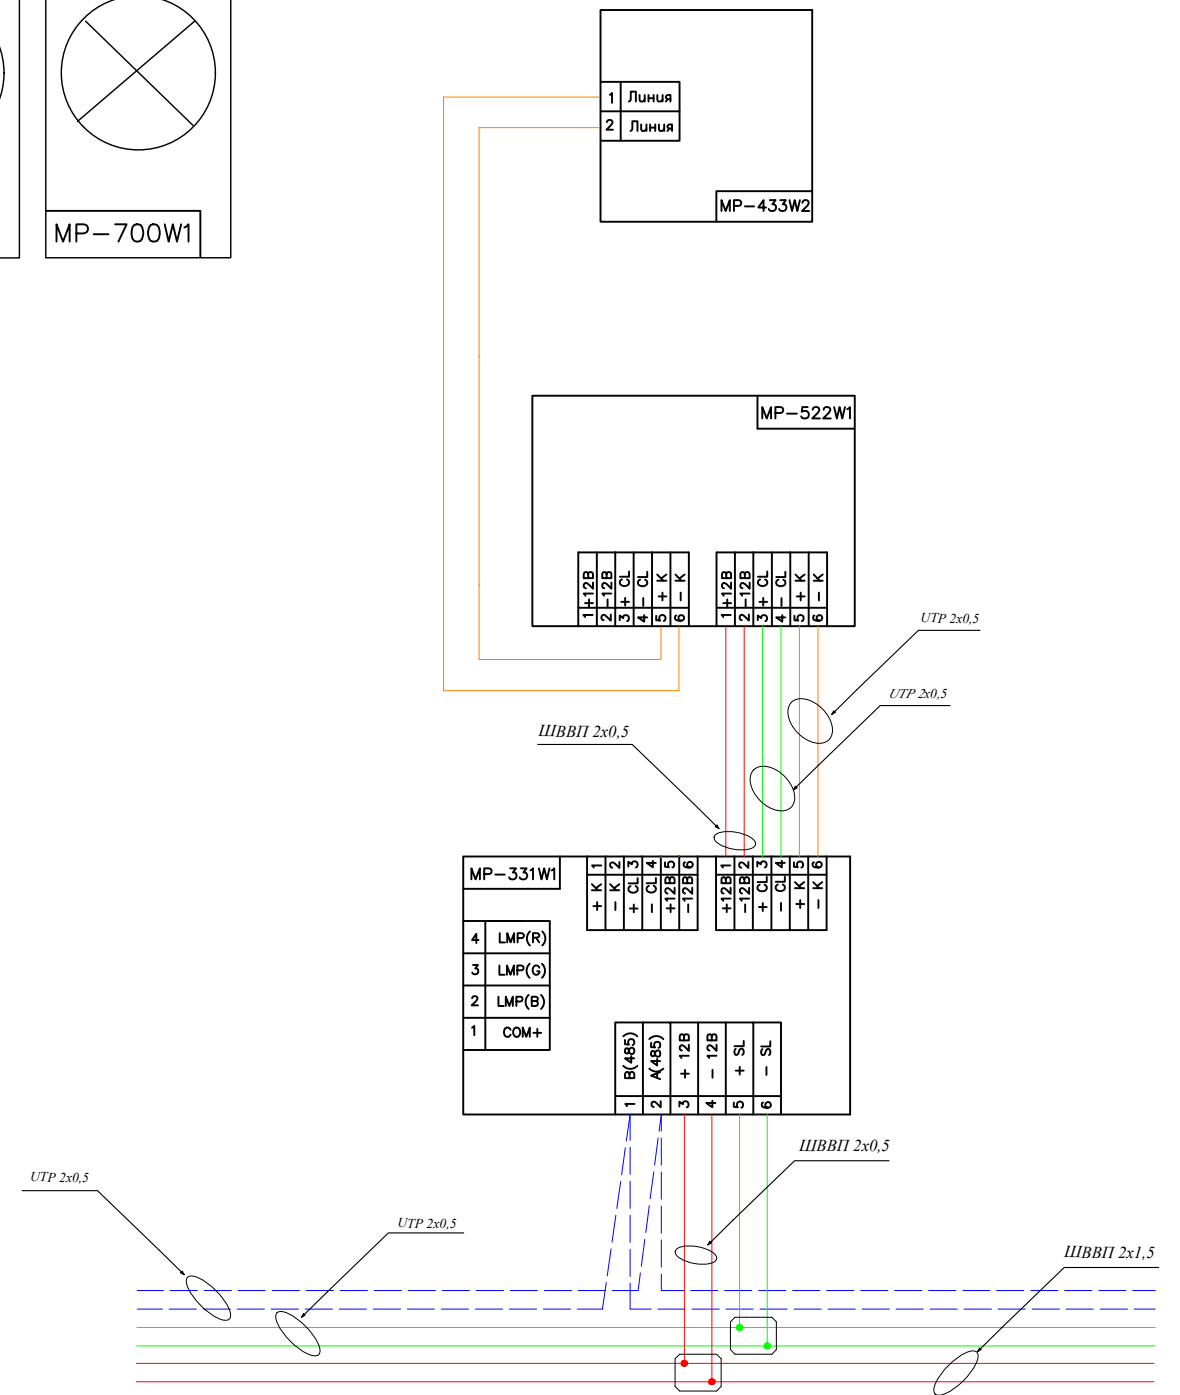 1 Линия
2 Линия
MP-433W2
MP-700W1
MP-522W1
1 +12В
2 -12В
3 + CL
4 - CL
5 + K
6 - K
1 +12В
2 -12В
3 + CL
4 - CL
5 + K
6 - K
UTP 2x0,5
UTP 2x0,5
ШВВП 2x0,5
MP-331W1
+ K 1
- K 2
+ CL 3
- CL 4
+12В 5
-12В 6
+12В 1
-12В 2
+ CL 3
- CL 4
+ K 5
- K 6
4 LMP(R)
3 LMP(G)
2 LMP(B)
1 COM+
1 B(485)
2 A(485)
3 + 12В
4 - 12В
5 + SL
6 - SL
ШВВП 2x0,5
UTP 2x0,5
UTP 2x0,5
ШВВП 2x1,5